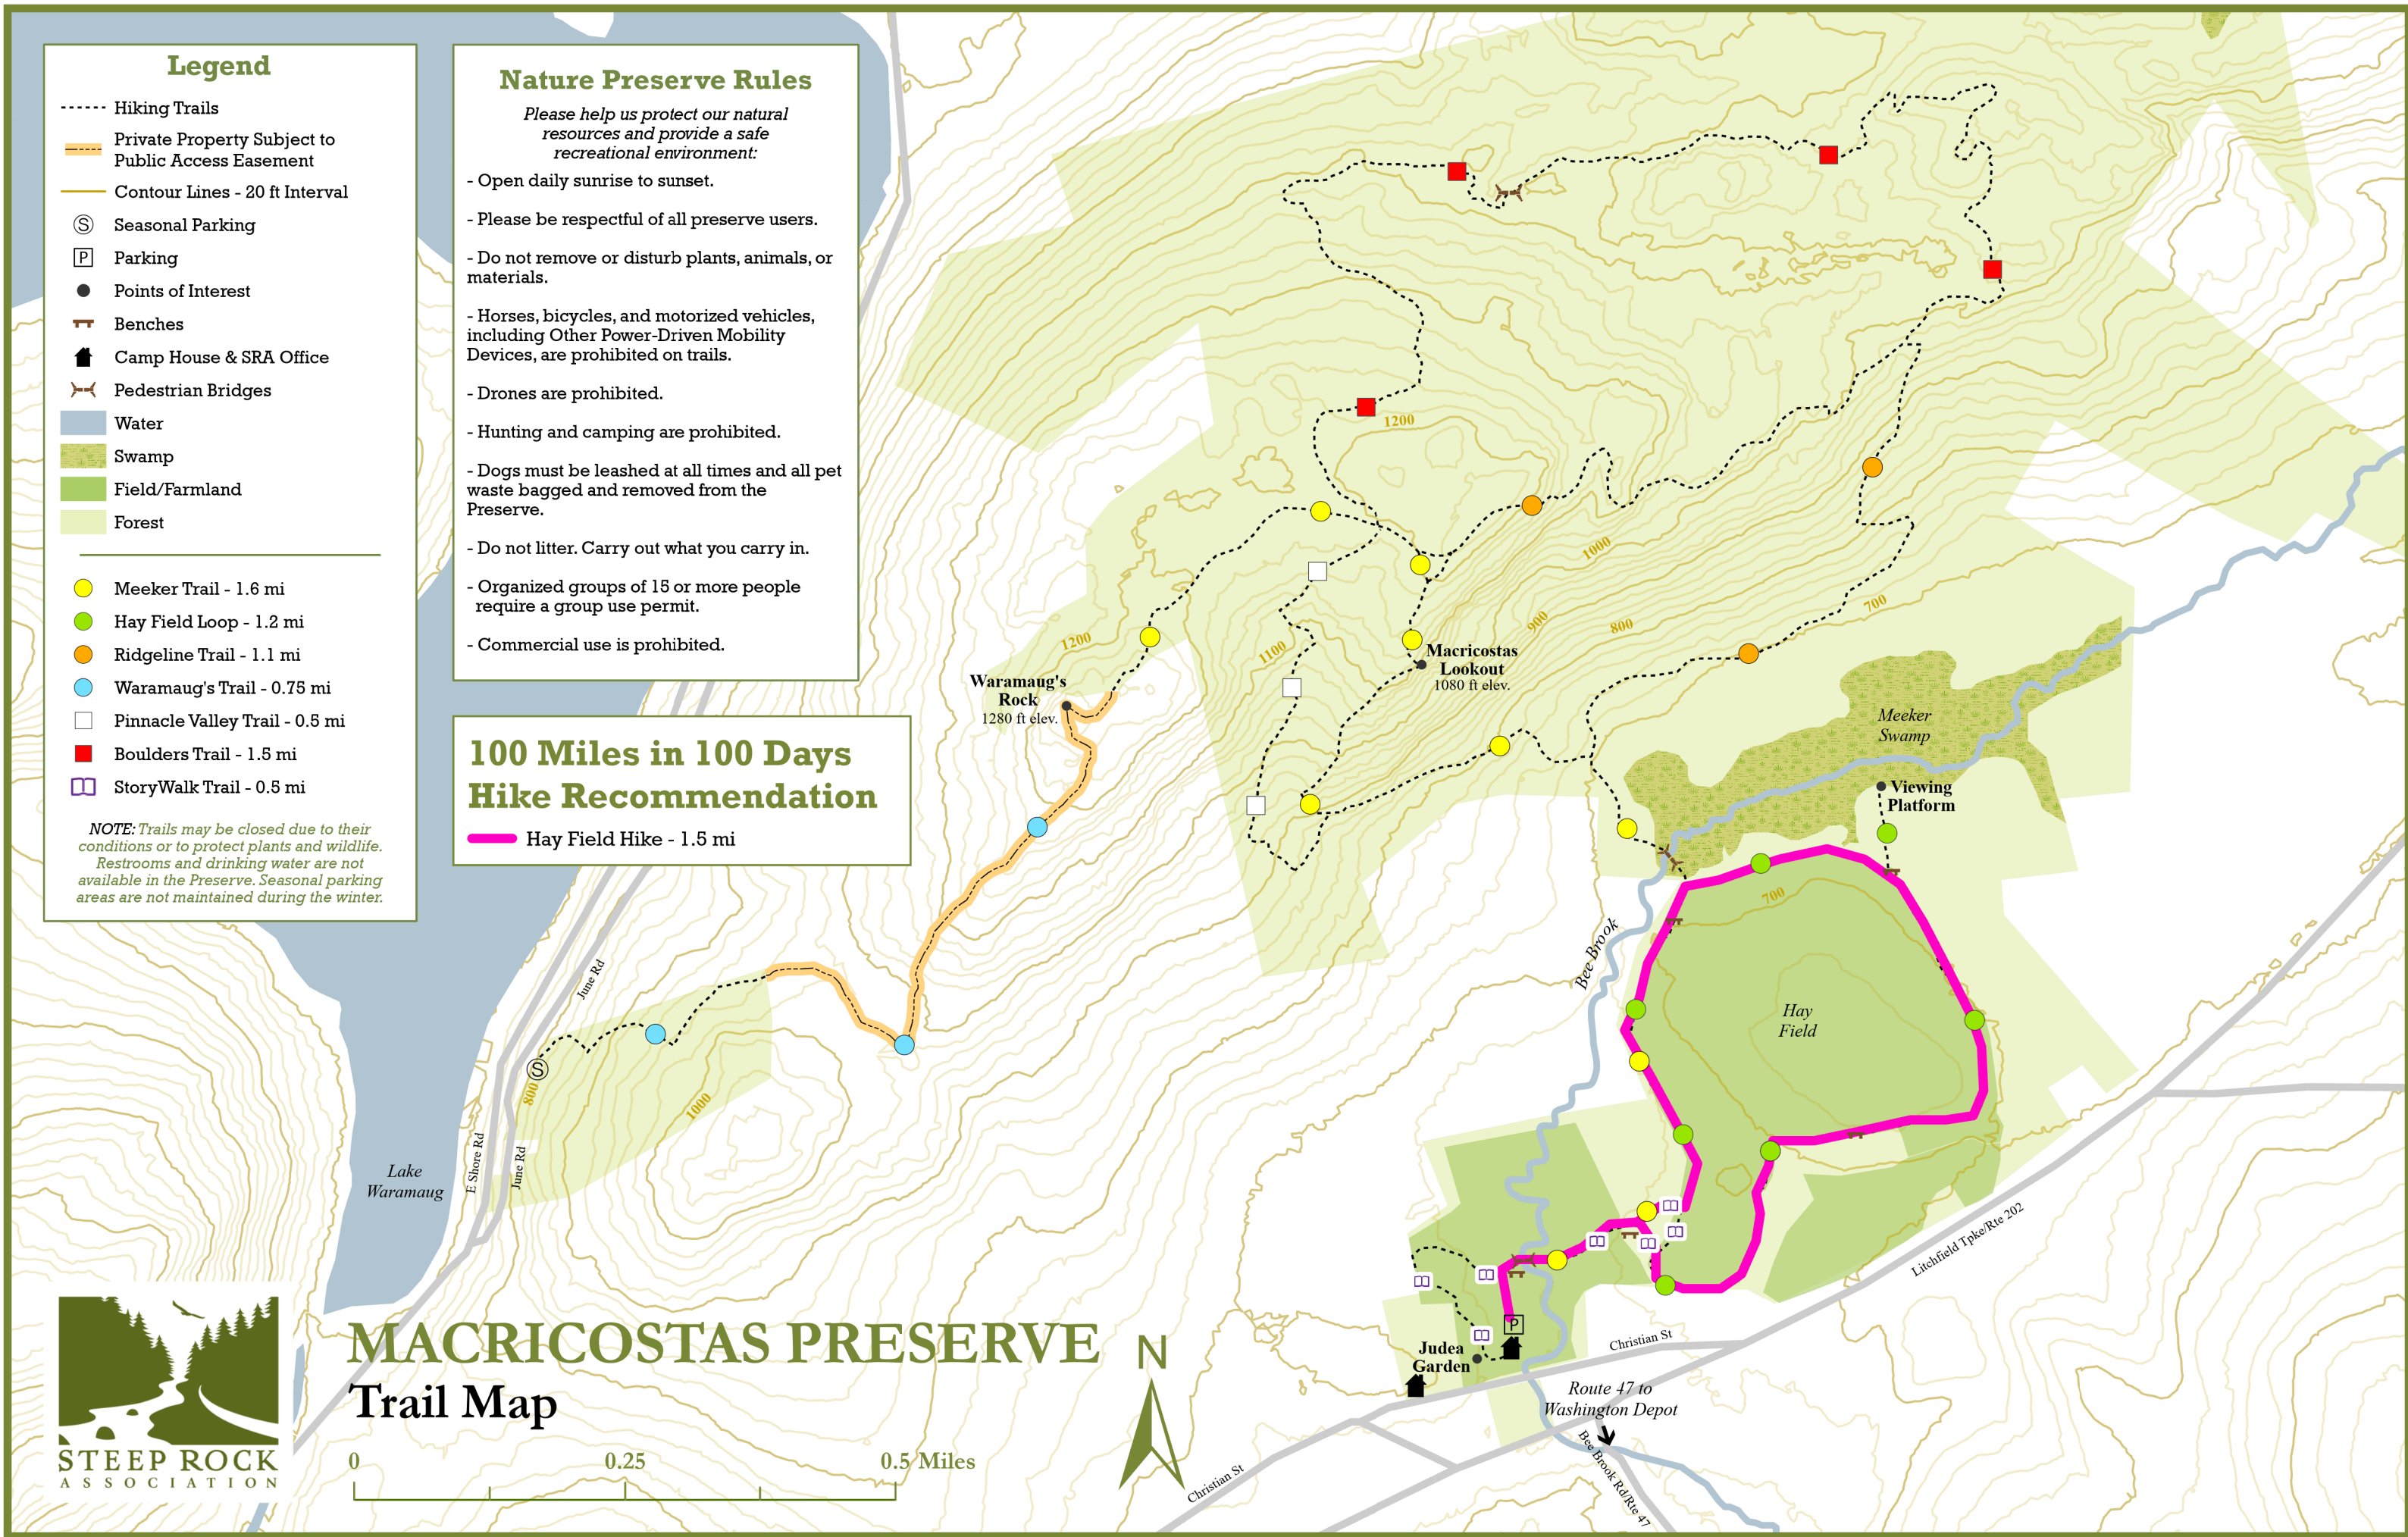 Legend
Hiking Trails
Private Property Subject to
Public Access Easement
Contour Lines - 20 ft Interval
S Seasonal Parking
P Parking
Points of Interest
Benches
Camp House & SRA Office
Pedestrian Bridges
Water
Swamp
Field/Farmland
Forest
Meeker Trail - 1.6 mi
Hay Field Loop - 1.2 mi
Ridgeline Trail - 1.1 mi
Waramaug's Trail - 0.75 mi
Pinnacle Valley Trail - 0.5 mi
Boulders Trail - 1.5 mi
StoryWalk Trail - 0.5 mi
NOTE: Trails may be closed due to their
conditions or to protect plants and wildlife.
Restrooms and drinking water are not
available in the Preserve. Seasonal parking
areas are not maintained during the winter.
Nature Preserve Rules
Please help us protect our natural
resources and provide a safe
recreational environment:
- Open daily sunrise to sunset.
- Please be respectful of all preserve users.
- Do not remove or disturb plants, animals, or
materials.
- Horses, bicycles, and motorized vehicles,
including Other Power-Driven Mobility
Devices, are prohibited on trails.
- Drones are prohibited.
- Hunting and camping are prohibited.
- Dogs must be leashed at all times and all pet
waste bagged and removed from the
Preserve.
- Do not litter. Carry out what you carry in.
- Organized groups of 15 or more people
require a group use permit.
- Commercial use is prohibited.
100 Miles in 100 Days
Hike Recommendation
Hay Field Hike - 1.5 mi
1200
1000
900
800
700
1200
1100
Macricostas
Lookout
1080 ft elev.
Waramaug's
Rock
1280 ft elev.
Meeker
Swamp
Viewing
Platform
700
Bee Brook
Hay
Field
June Rd
S
800
1000
Lake
Waramaug
E Shore Rd
June Rd
Litchfield Tpke/Rte 202
P
Judea
Garden
Christian St
Route 47 to
Washington Depot
Bee Brook Rd/Rte 47
Christian St
STEEP ROCK
ASSOCIATION
MACRICOSTAS PRESERVE
Trail Map
N
0 0.25 0.5 Miles